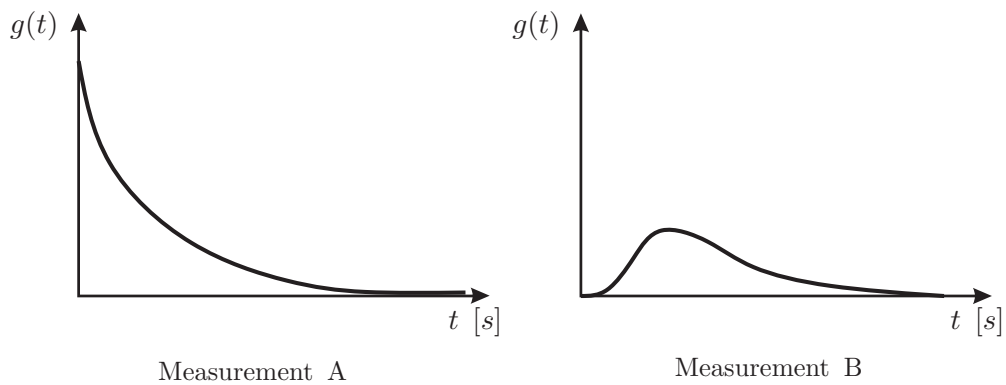 g(t)
t [s]
Measurement A
g(t)
t [s]
Measurement B